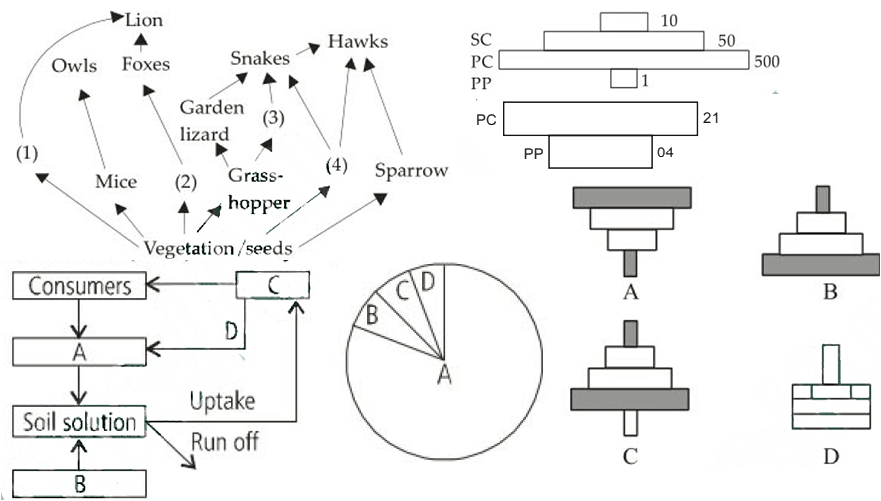 Lion
Owls
Foxes
Snakes
Hawks
Garden
lizard
(3)
(1)
Mice
(2)
Grass-
hopper
(4)
Sparrow
Vegetation/seeds
10
SC
50
PC
500
PP
1
PC
21
PP
04
A
B
C
D
Consumers
C
D
A
Uptake
Soil solution
Run off
B
B
C
D
A